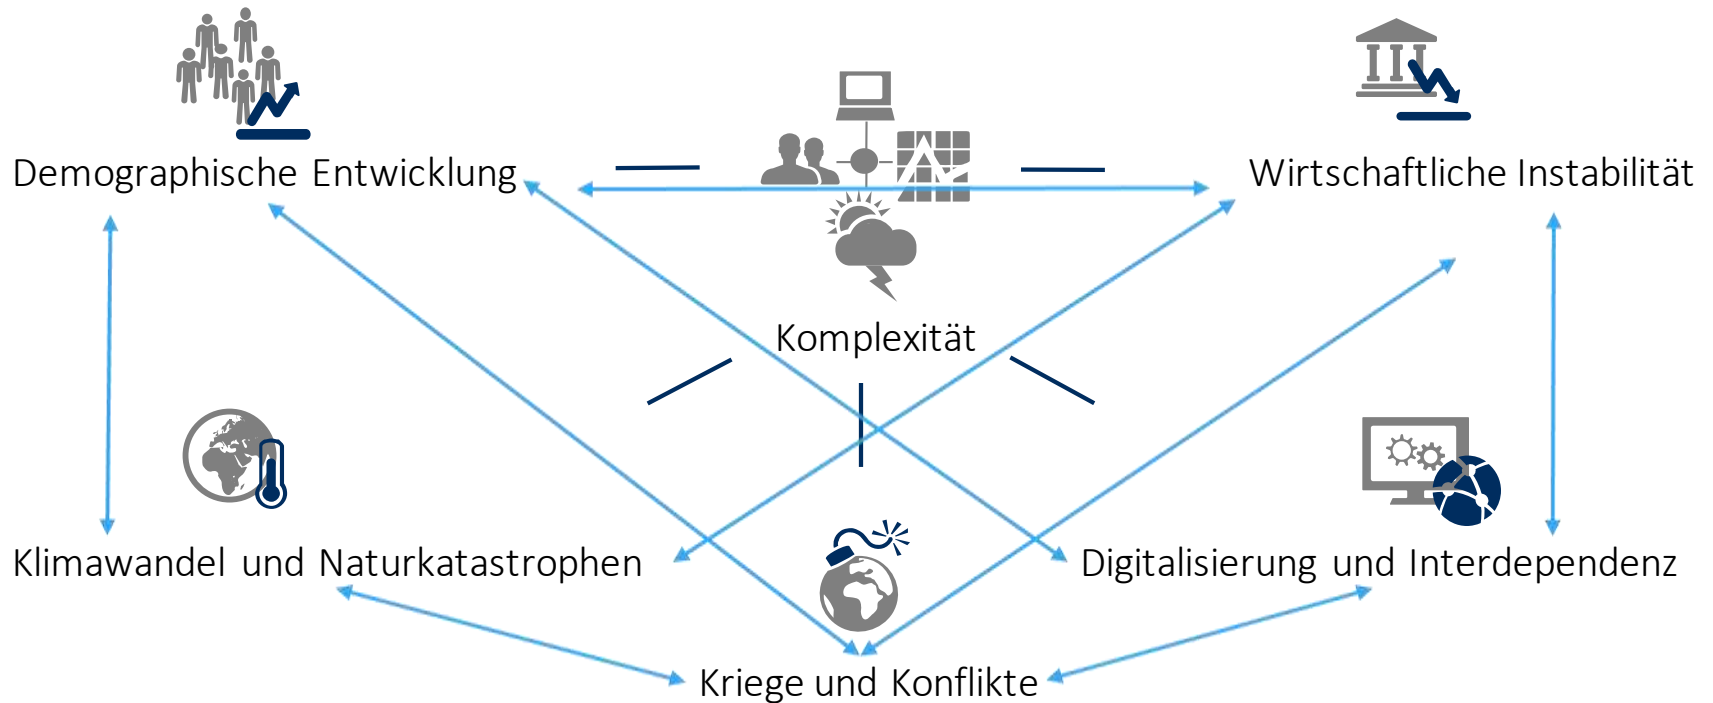 Demographische Entwicklung
Wirtschaftliche Instabilität
Komplexität
Klimawandel und Naturkatastrophen
Digitalisierung und Interdependenz
Kriege und Konflikte